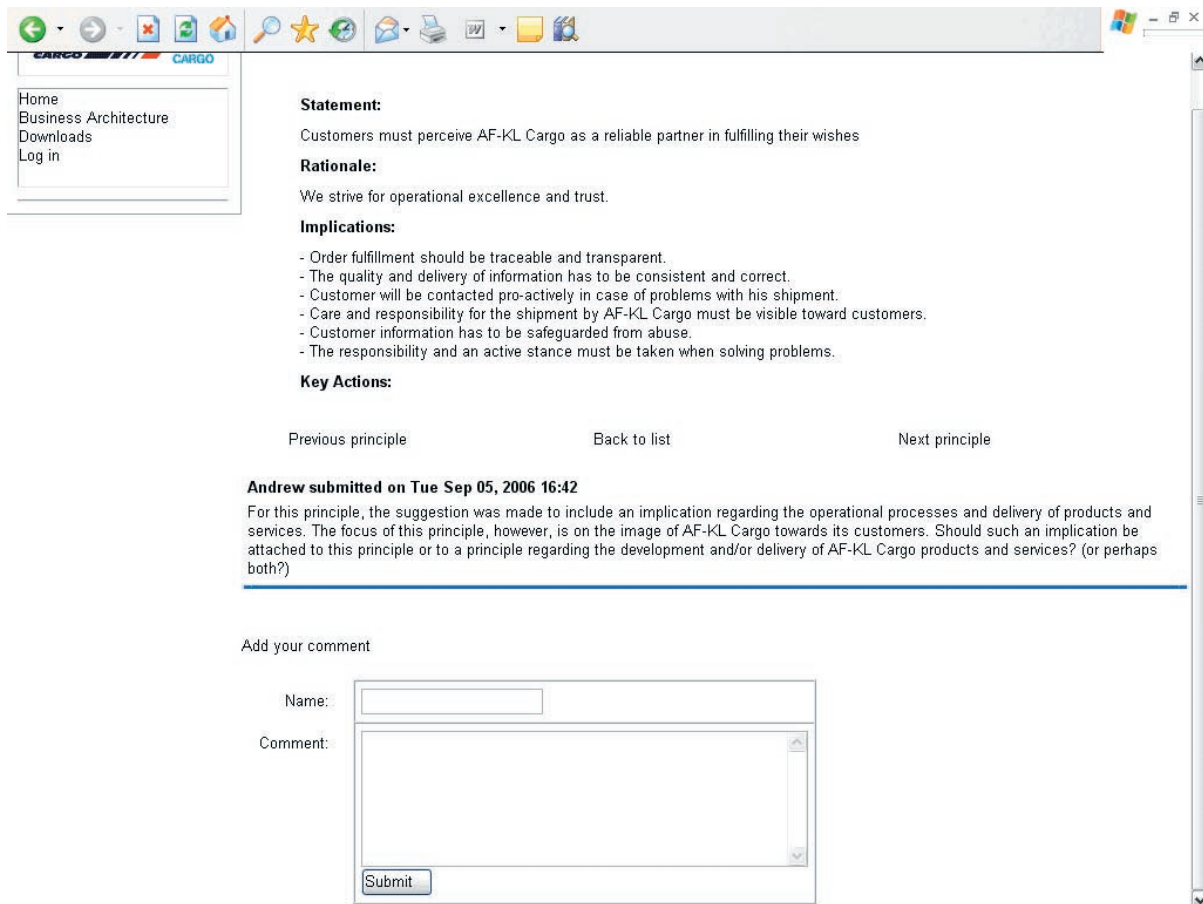 CARGO
CARGO
Home
Business Architecture
Downloads
Log in
Statement:
Customers must perceive AF-KL Cargo as a reliable partner in fulfilling their wishes
Rationale:
We strive for operational excellence and trust.
Implications:
- Order fulfillment should be traceable and transparent.
- The quality and delivery of information has to be consistent and correct.
- Customer will be contacted pro-actively in case of problems with his shipment.
- Care and responsibility for the shipment by AF-KL Cargo must be visible toward customers.
- Customer information has to be safeguarded from abuse.
- The responsibility and an active stance must be taken when solving problems.
Key Actions:
Previous principle Back to list Next principle
Andrew submitted on Tue Sep 05, 2006 16:42
For this principle, the suggestion was made to include an implication regarding the operational processes and delivery of products and
services. The focus of this principle, however, is on the image of AF-KL Cargo towards its customers. Should such an implication be
attached to this principle or to a principle regarding the development and/or delivery of AF-KL Cargo products and services? (or perhaps
both?)
Add your comment
Name:
Comment:
Submit